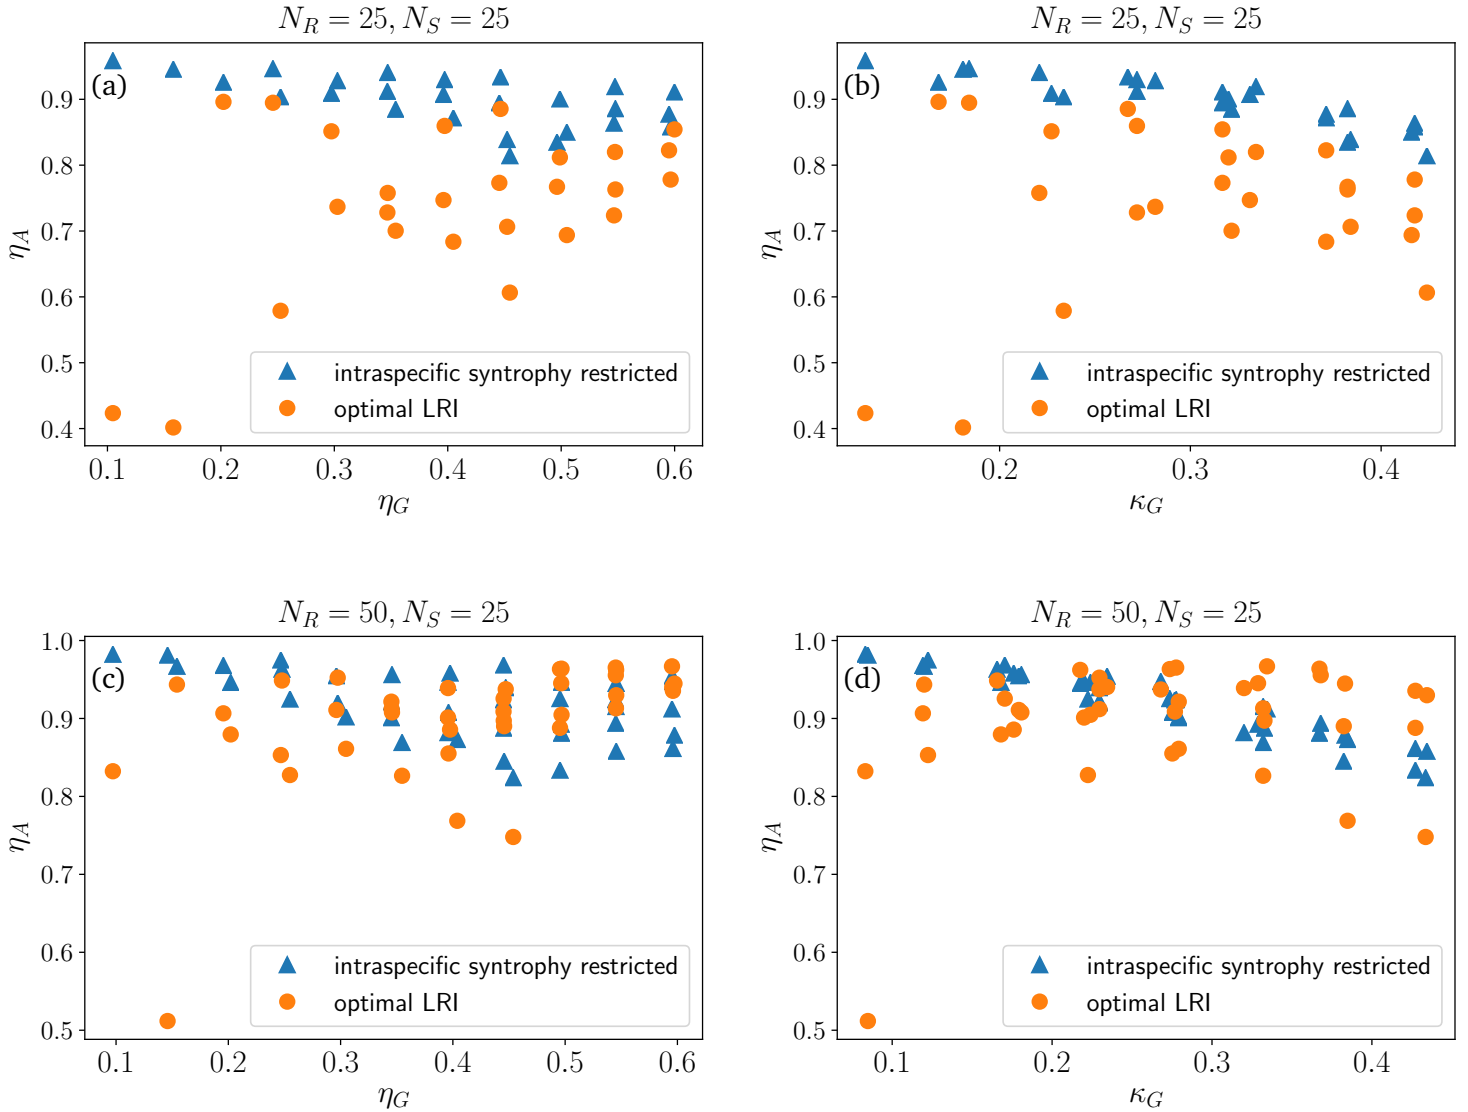 N_R = 25, N_S = 25
(a)
0.9
0.8
0.7
0.6
0.5
0.4
η_A
intraspecific syntrophy restricted
optimal LRI
0.1 0.2 0.3 0.4 0.5 0.6
η_G
N_R = 25, N_S = 25
(b)
0.9
0.8
0.7
0.6
0.5
0.4
η_A
intraspecific syntrophy restricted
optimal LRI
0.2 0.3 0.4
κ_G
N_R = 50, N_S = 25
(c)
1.0
0.9
0.8
0.7
0.6
0.5
η_A
intraspecific syntrophy restricted
optimal LRI
0.1 0.2 0.3 0.4 0.5 0.6
η_G
N_R = 50, N_S = 25
(d)
1.0
0.9
0.8
0.7
0.6
0.5
η_A
intraspecific syntrophy restricted
optimal LRI
0.1 0.2 0.3 0.4
κ_G